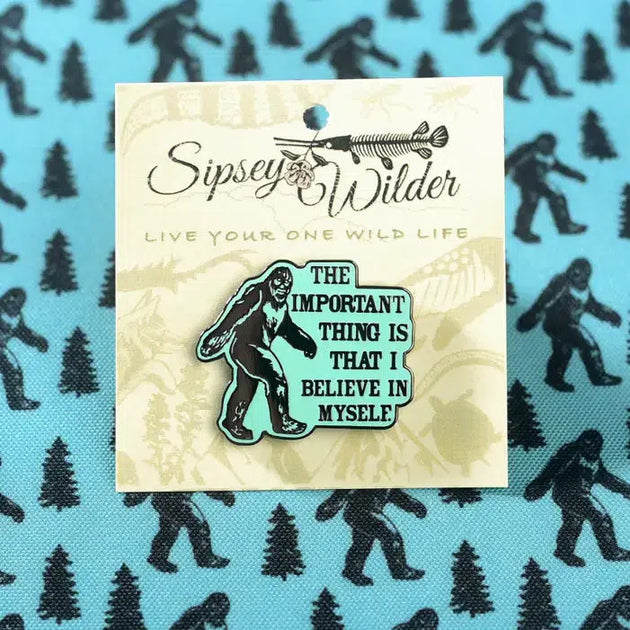 Sipsey Wilder
LIVE YOUR ONE WILD LIFE
THE
IMPORTANT
THING IS
THAT I
BELIEVE IN
MYSELF.